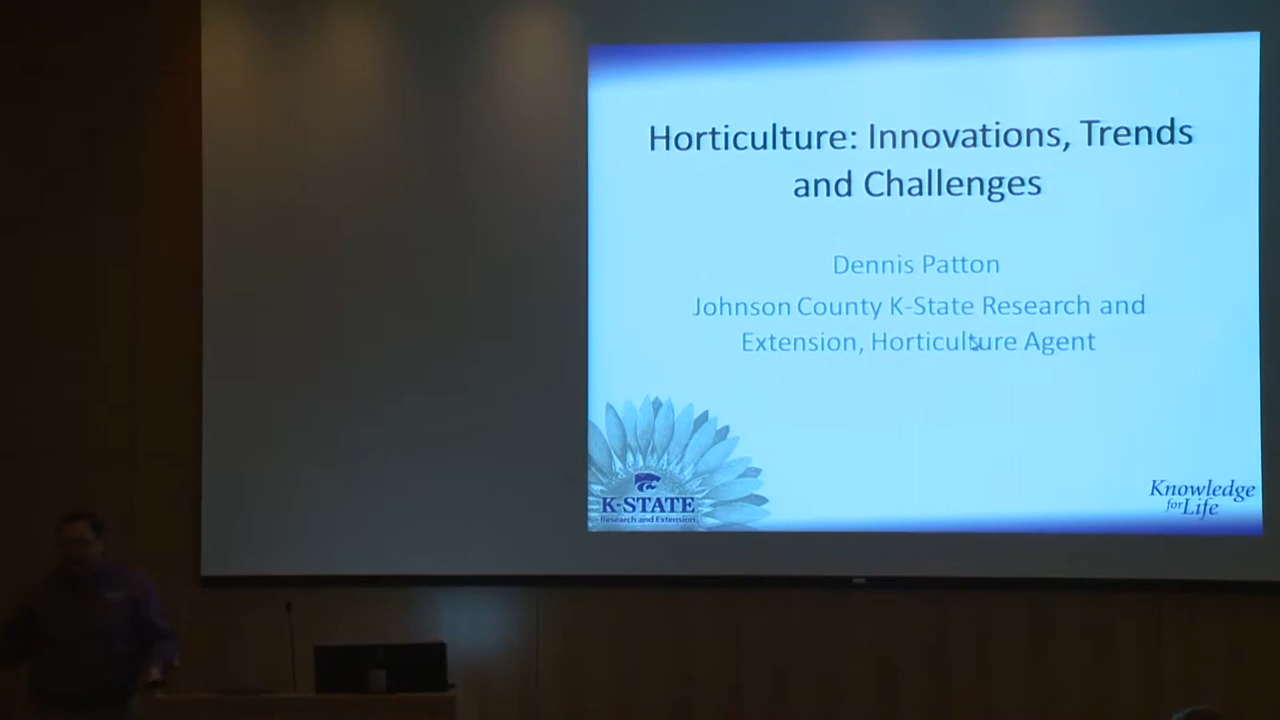 Horticulture: Innovations, Trends
and Challenges
Dennis Patton
Johnson County K-State Research and
Extension, Horticulture Agent
K-STATE
Research and Extension
Knowledge
for Life